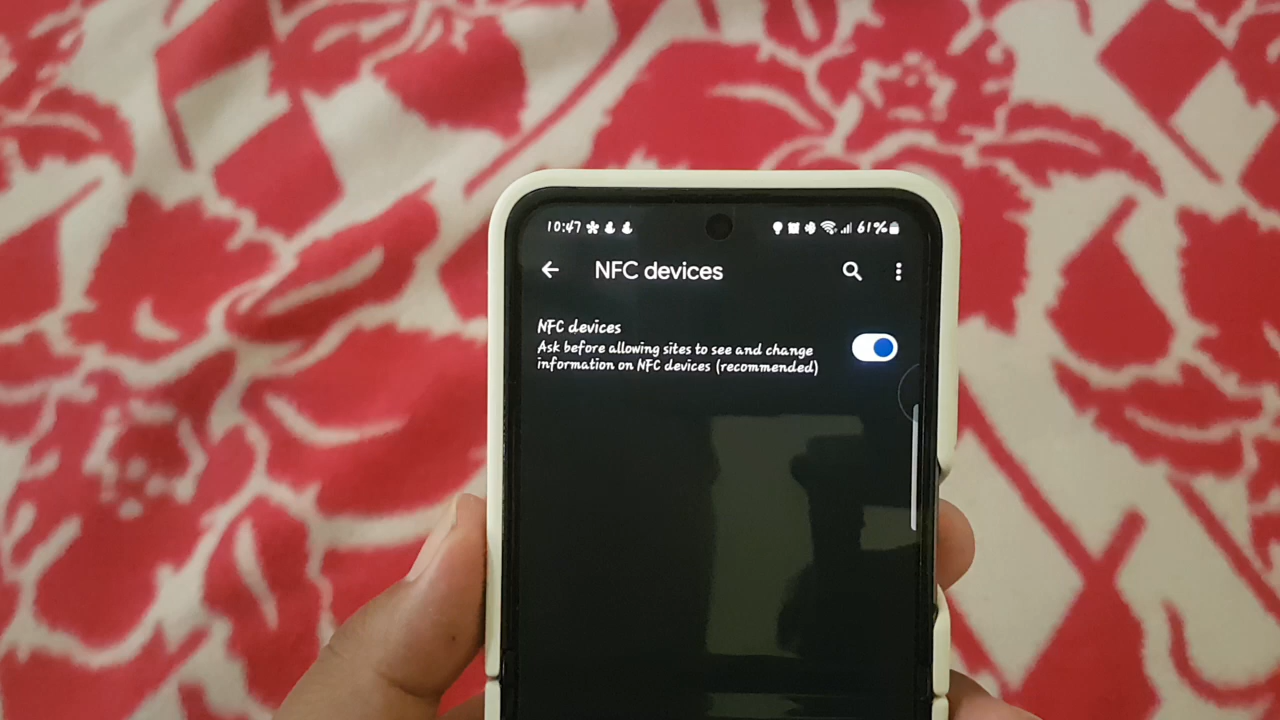 10:47 61%
NFC devices
NFC devices
Ask before allowing sites to see and change
information on NFC devices (recommended)